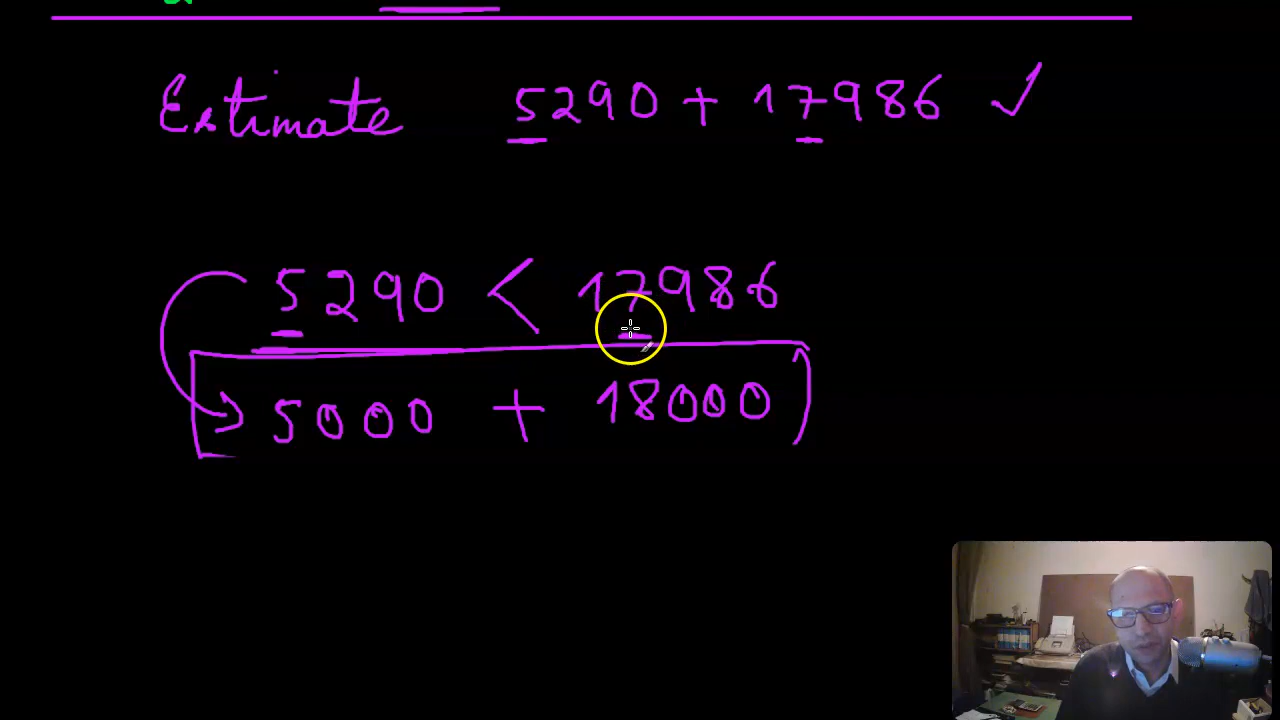 Estimate 5290 + 17986 ✓
5290 < 17986
5000 + 18000